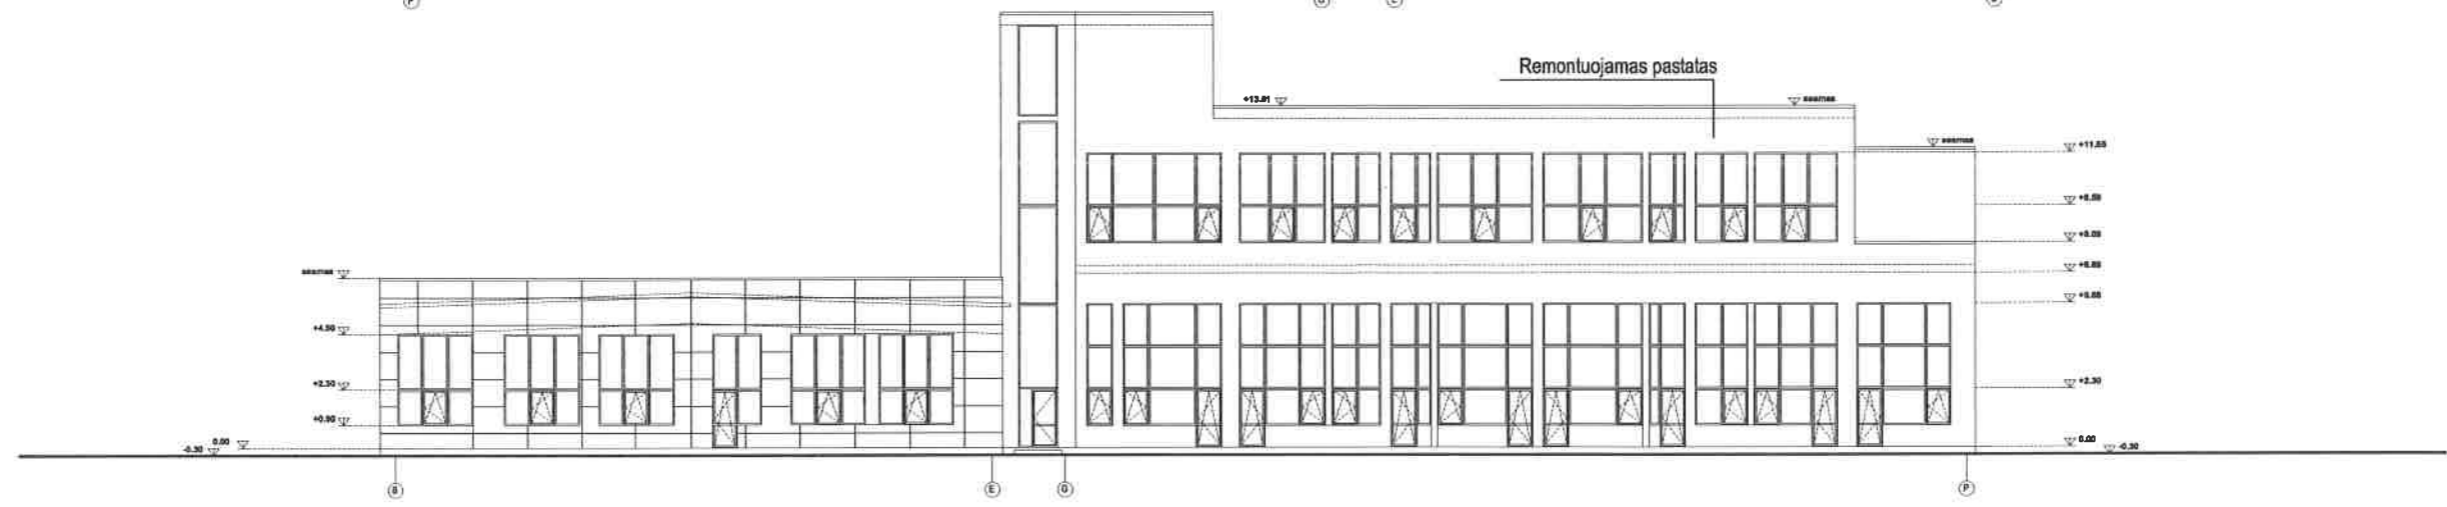 Remontuojamas pastatas
+13.81
esamas
esamas
+11.55
esamas
+4.50
+2.30
+2.30
+0.90
0.00
-0.30
0.00
-0.30
B
E
G
P